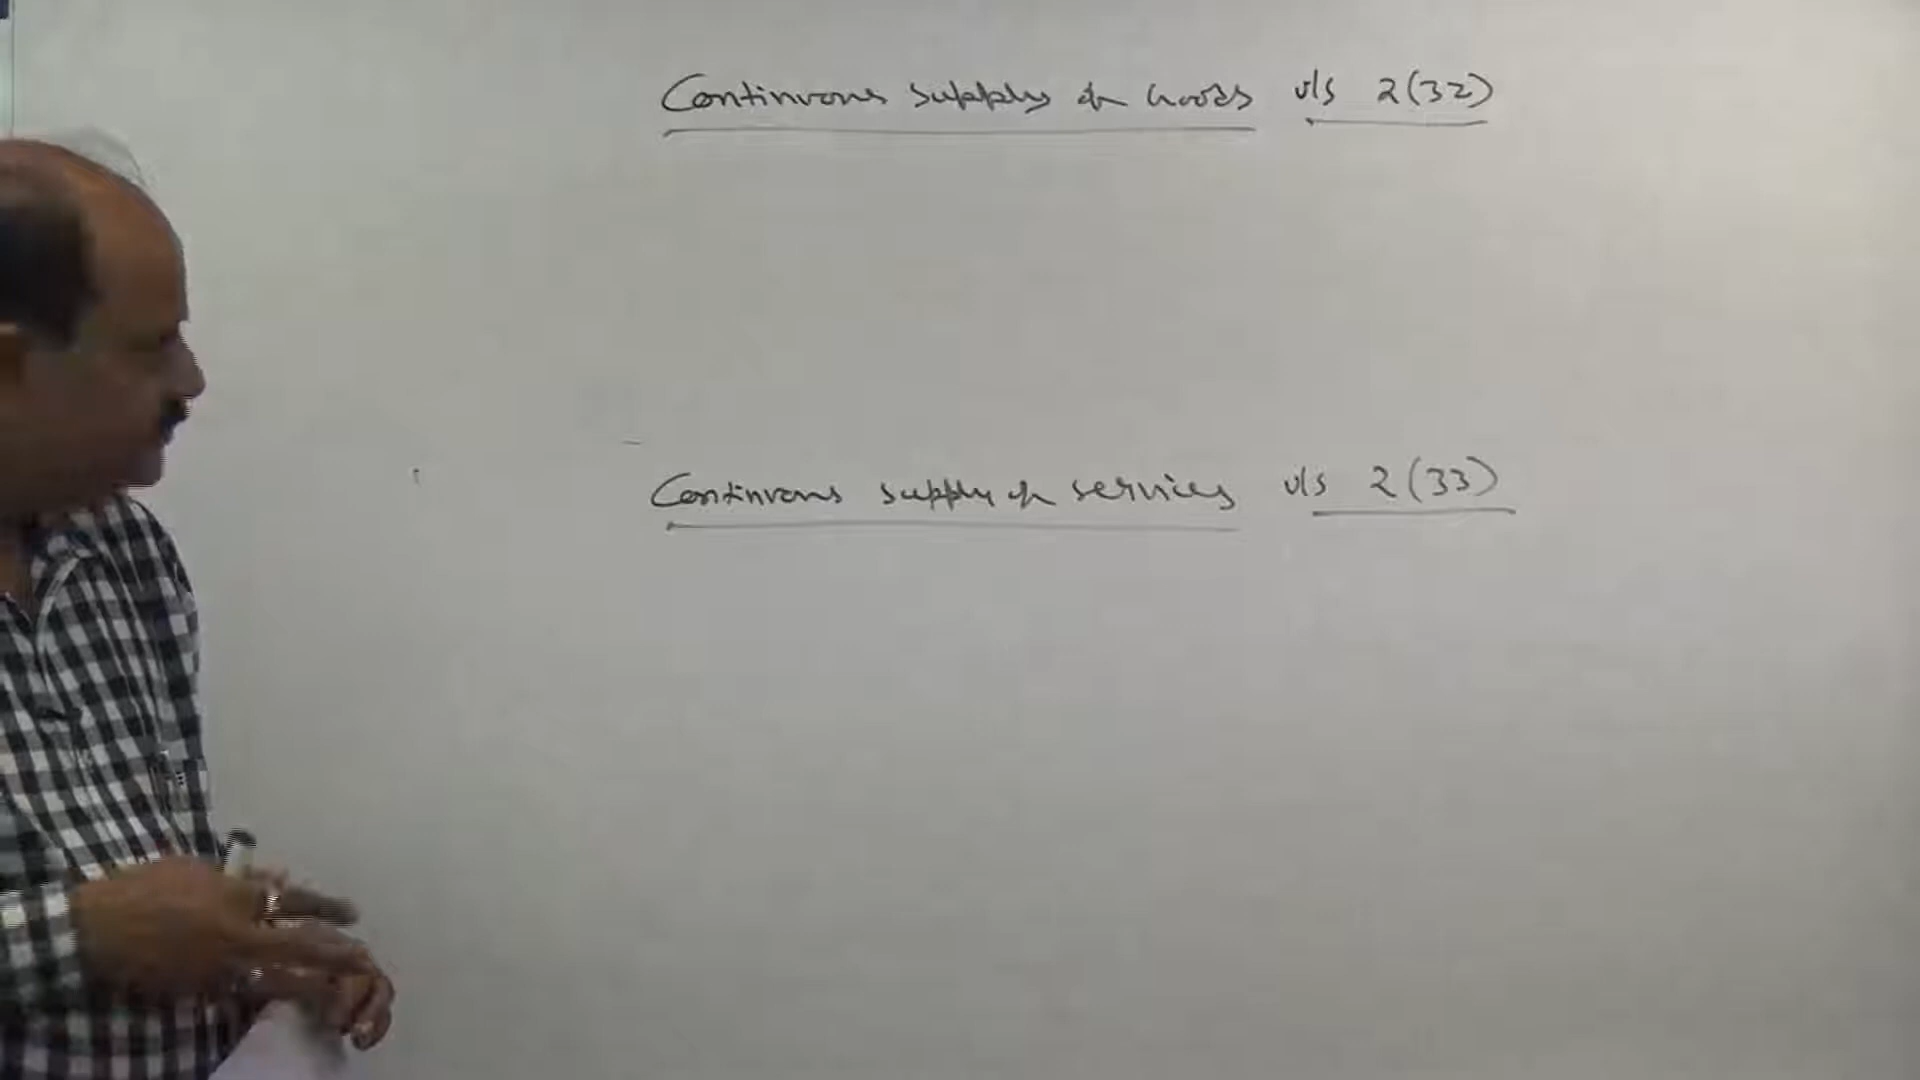 Continuous supply of Goods u/s 2(32)
Continuous supply of services u/s 2(33)